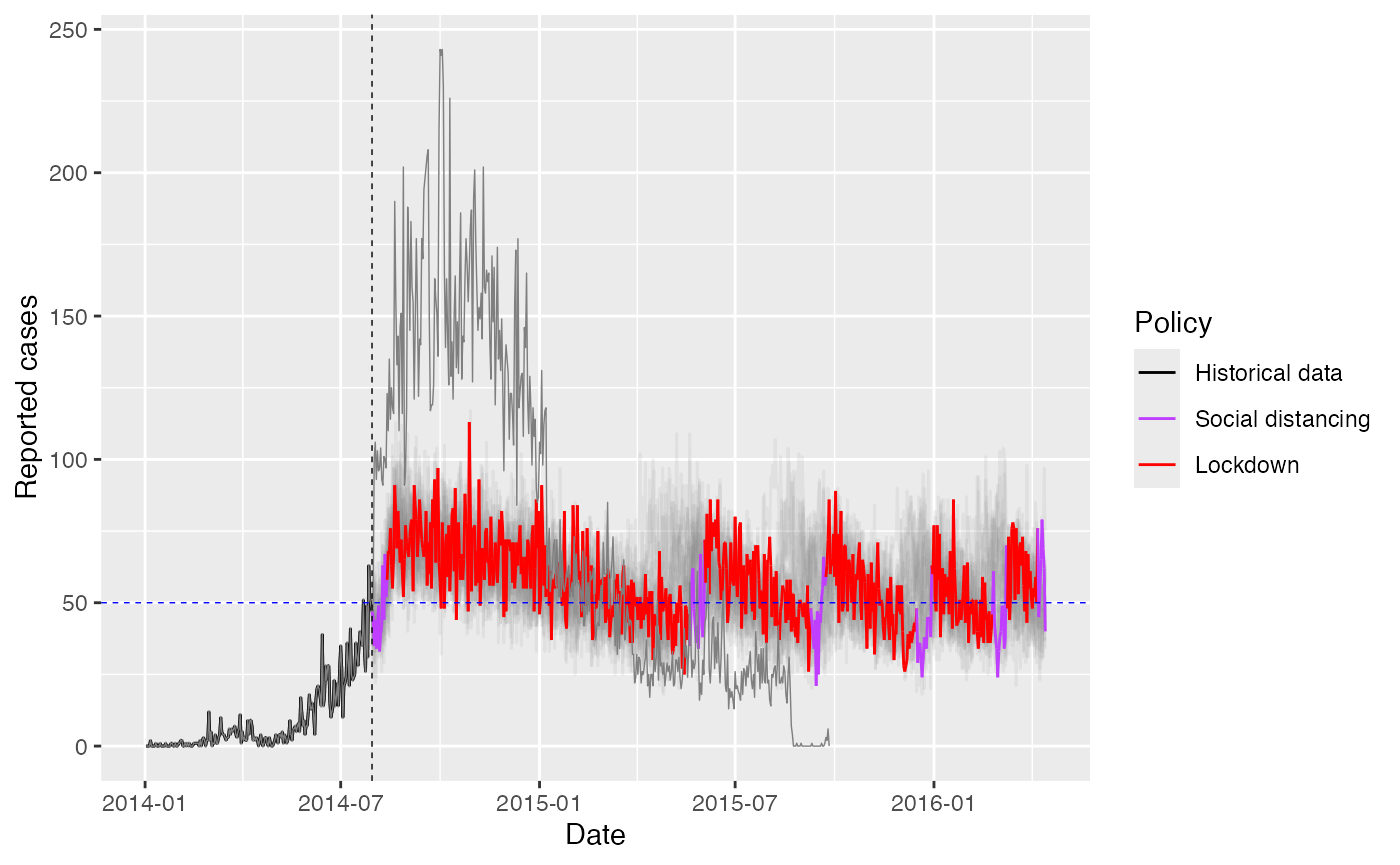 250
200
150
100
50
0
Reported cases
2014-01
2014-07
2015-01
2015-07
2016-01
Date
Policy
Historical data
Social distancing
Lockdown